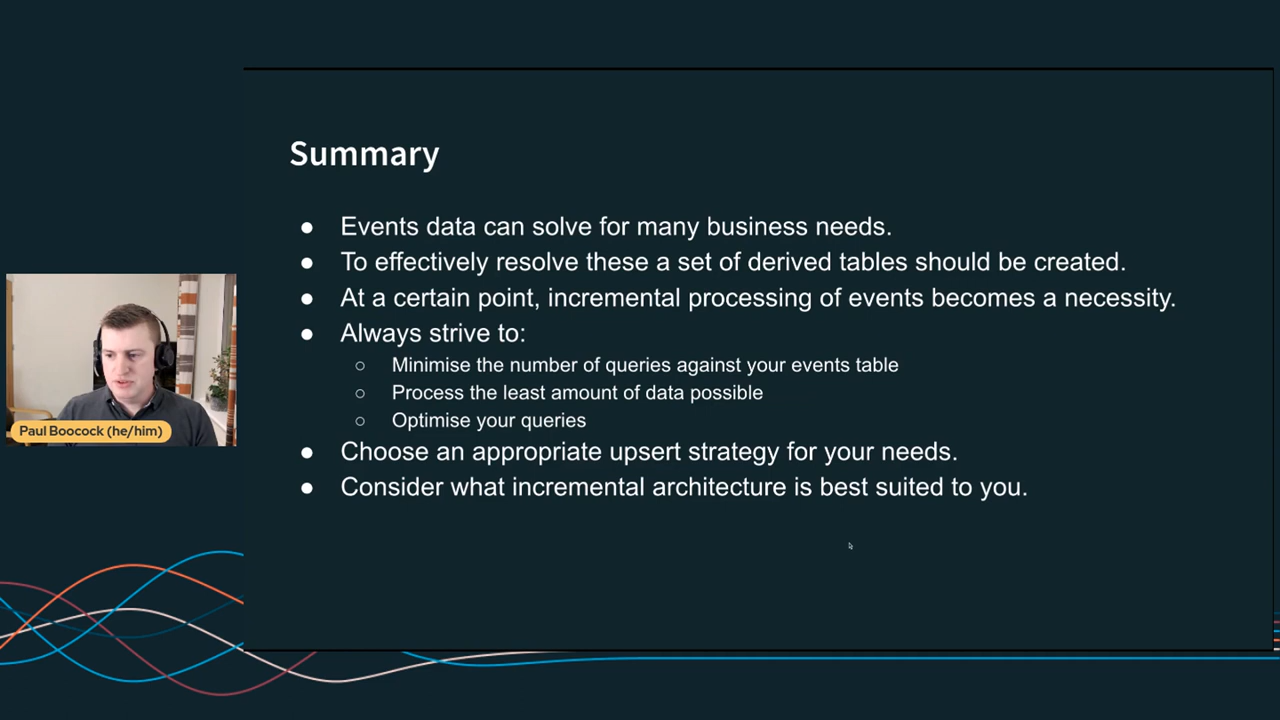 Summary
● Events data can solve for many business needs.
● To effectively resolve these a set of derived tables should be created.
● At a certain point, incremental processing of events becomes a necessity.
● Always strive to:
○ Minimise the number of queries against your events table
○ Process the least amount of data possible
○ Optimise your queries
● Choose an appropriate upsert strategy for your needs.
● Consider what incremental architecture is best suited to you.
Paul Boocock (he/him)